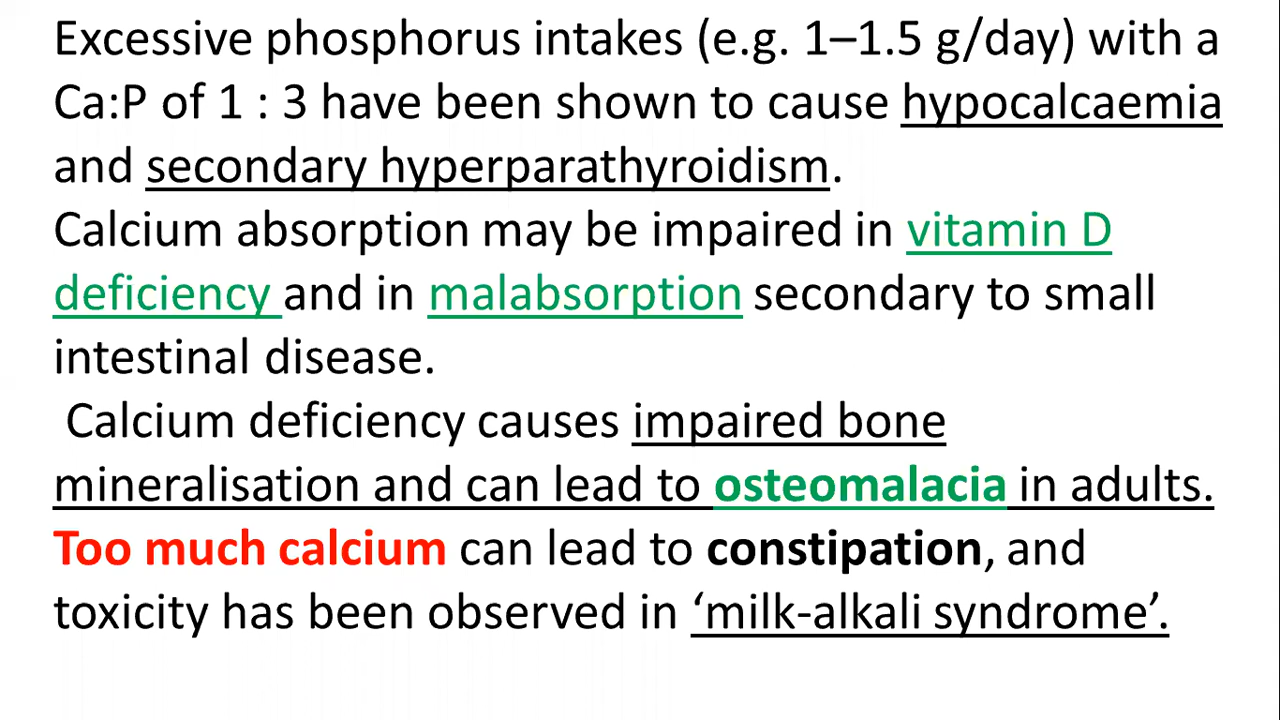 Excessive phosphorus intakes (e.g. 1–1.5 g/day) with a
Ca:P of 1 : 3 have been shown to cause hypocalcaemia
and secondary hyperparathyroidism.
Calcium absorption may be impaired in vitamin D
deficiency and in malabsorption secondary to small
intestinal disease.
Calcium deficiency causes impaired bone
mineralisation and can lead to osteomalacia in adults.
Too much calcium can lead to constipation, and
toxicity has been observed in ‘milk-alkali syndrome’.